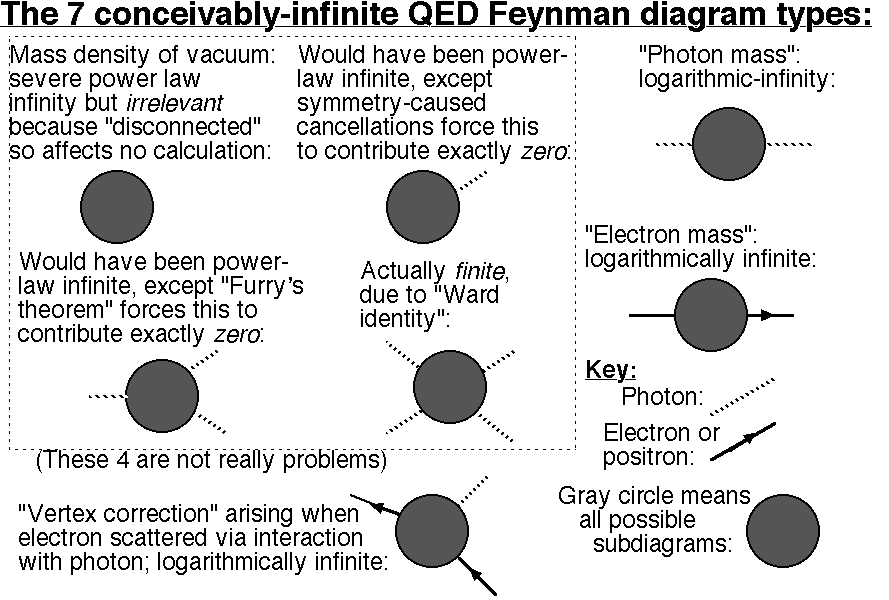 The 7 conceivably-infinite QED Feynman diagram types:
Mass density of vacuum:
severe power law
infinity but irrelevant
because "disconnected"
so affects no calculation:
Would have been power-
law infinite, except
symmetry-caused
cancellations force this
to contribute exactly zero:
"Photon mass":
logarithmic-infinity:
Would have been power-
law infinite, except "Furry's
theorem" forces this to
contribute exactly zero:
Actually finite,
due to "Ward
identity":
"Electron mass":
logarithmically infinite:
(These 4 are not really problems)
Key:
Photon:
Electron or
positron:
"Vertex correction" arising when
electron scattered via interaction
with photon; logarithmically infinite:
Gray circle means
all possible
subdiagrams: